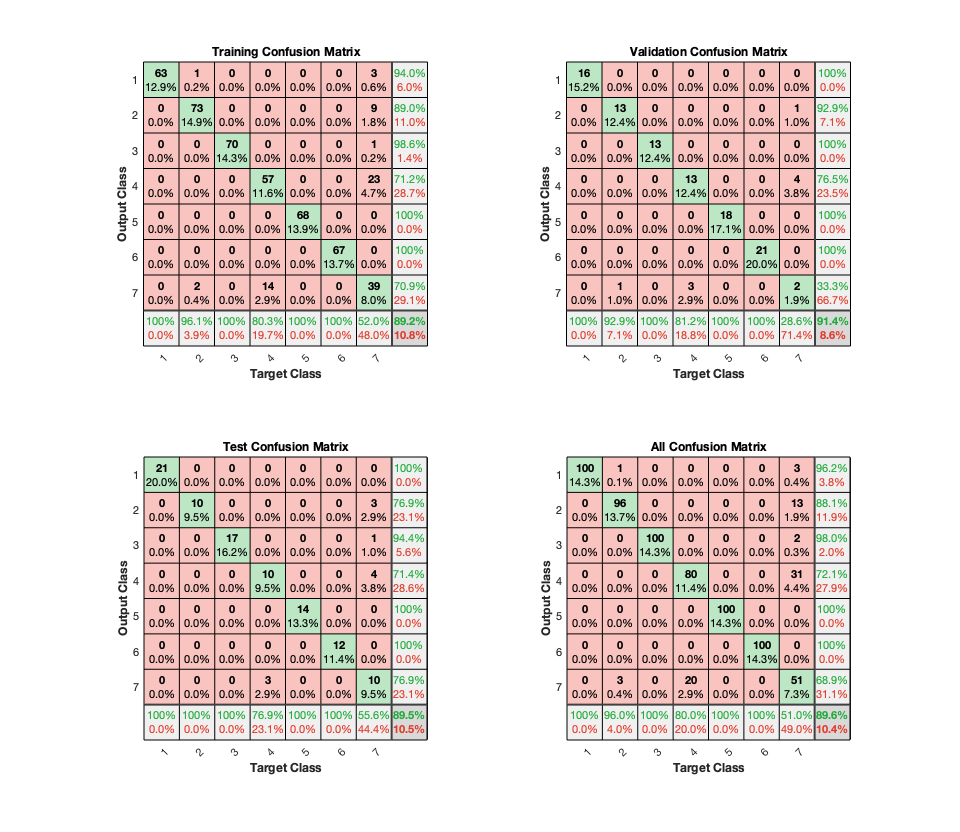 Training Confusion Matrix
1 63 1 0 0 0 0 3 94.0%
12.9% 0.2% 0.0% 0.0% 0.0% 0.0% 0.6% 6.0%
2 0 73 0 0 0 0 9 89.0%
0.0% 14.9% 0.0% 0.0% 0.0% 0.0% 1.8% 11.0%
3 0 0 70 0 0 0 1 98.6%
0.0% 0.0% 14.3% 0.0% 0.0% 0.0% 0.2% 1.4%
4 0 0 0 57 0 0 23 71.2%
0.0% 0.0% 0.0% 11.6% 0.0% 0.0% 4.7% 28.7%
5 0 0 0 0 68 0 0 100%
0.0% 0.0% 0.0% 0.0% 13.9% 0.0% 0.0% 0.0%
6 0 0 0 0 0 67 0 100%
0.0% 0.0% 0.0% 0.0% 0.0% 13.7% 0.0% 0.0%
7 0 2 0 14 0 0 39 70.9%
0.0% 0.4% 0.0% 2.9% 0.0% 0.0% 8.0% 29.1%
100% 96.1% 100% 80.3% 100% 100% 52.0% 89.2%
0.0% 3.9% 0.0% 19.7% 0.0% 0.0% 48.0% 10.8%
1 2 3 4 5 6 7
Target Class
Output Class
Validation Confusion Matrix
1 16 0 0 0 0 0 0 100%
15.2% 0.0% 0.0% 0.0% 0.0% 0.0% 0.0% 0.0%
2 0 13 0 0 0 0 1 92.9%
0.0% 12.4% 0.0% 0.0% 0.0% 0.0% 1.0% 7.1%
3 0 0 13 0 0 0 0 100%
0.0% 0.0% 12.4% 0.0% 0.0% 0.0% 0.0% 0.0%
4 0 0 0 13 0 0 4 76.5%
0.0% 0.0% 0.0% 12.4% 0.0% 0.0% 3.8% 23.5%
5 0 0 0 0 18 0 0 100%
0.0% 0.0% 0.0% 0.0% 17.1% 0.0% 0.0% 0.0%
6 0 0 0 0 0 21 0 100%
0.0% 0.0% 0.0% 0.0% 0.0% 20.0% 0.0% 0.0%
7 0 1 0 3 0 0 2 33.3%
0.0% 1.0% 0.0% 2.9% 0.0% 0.0% 1.9% 66.7%
100% 92.9% 100% 81.2% 100% 100% 28.6% 91.4%
0.0% 7.1% 0.0% 18.8% 0.0% 0.0% 71.4% 8.6%
1 2 3 4 5 6 7
Target Class
Output Class
Test Confusion Matrix
1 21 0 0 0 0 0 0 100%
20.0% 0.0% 0.0% 0.0% 0.0% 0.0% 0.0% 0.0%
2 0 10 0 0 0 0 3 76.9%
0.0% 9.5% 0.0% 0.0% 0.0% 0.0% 2.9% 23.1%
3 0 0 17 0 0 0 1 94.4%
0.0% 0.0% 16.2% 0.0% 0.0% 0.0% 1.0% 5.6%
4 0 0 0 10 0 0 4 71.4%
0.0% 0.0% 0.0% 9.5% 0.0% 0.0% 3.8% 28.6%
5 0 0 0 0 14 0 0 100%
0.0% 0.0% 0.0% 0.0% 13.3% 0.0% 0.0% 0.0%
6 0 0 0 0 0 12 0 100%
0.0% 0.0% 0.0% 0.0% 0.0% 11.4% 0.0% 0.0%
7 0 0 0 3 0 0 10 76.9%
0.0% 0.0% 0.0% 2.9% 0.0% 0.0% 9.5% 23.1%
100% 100% 100% 76.9% 100% 100% 55.6% 89.5%
0.0% 0.0% 0.0% 23.1% 0.0% 0.0% 44.4% 10.5%
1 2 3 4 5 6 7
Target Class
Output Class
All Confusion Matrix
1 100 1 0 0 0 0 3 96.2%
14.3% 0.1% 0.0% 0.0% 0.0% 0.0% 0.4% 3.8%
2 0 96 0 0 0 0 13 88.1%
0.0% 13.7% 0.0% 0.0% 0.0% 0.0% 1.9% 11.9%
3 0 0 100 0 0 0 2 98.0%
0.0% 0.0% 14.3% 0.0% 0.0% 0.0% 0.3% 2.0%
4 0 0 0 80 0 0 31 72.1%
0.0% 0.0% 0.0% 11.4% 0.0% 0.0% 4.4% 27.9%
5 0 0 0 0 100 0 0 100%
0.0% 0.0% 0.0% 0.0% 14.3% 0.0% 0.0% 0.0%
6 0 0 0 0 0 100 0 100%
0.0% 0.0% 0.0% 0.0% 0.0% 14.3% 0.0% 0.0%
7 0 3 0 20 0 0 51 68.9%
0.0% 0.4% 0.0% 2.9% 0.0% 0.0% 7.3% 31.1%
100% 96.0% 100% 80.0% 100% 100% 51.0% 89.6%
0.0% 4.0% 0.0% 20.0% 0.0% 0.0% 49.0% 10.4%
1 2 3 4 5 6 7
Target Class
Output Class